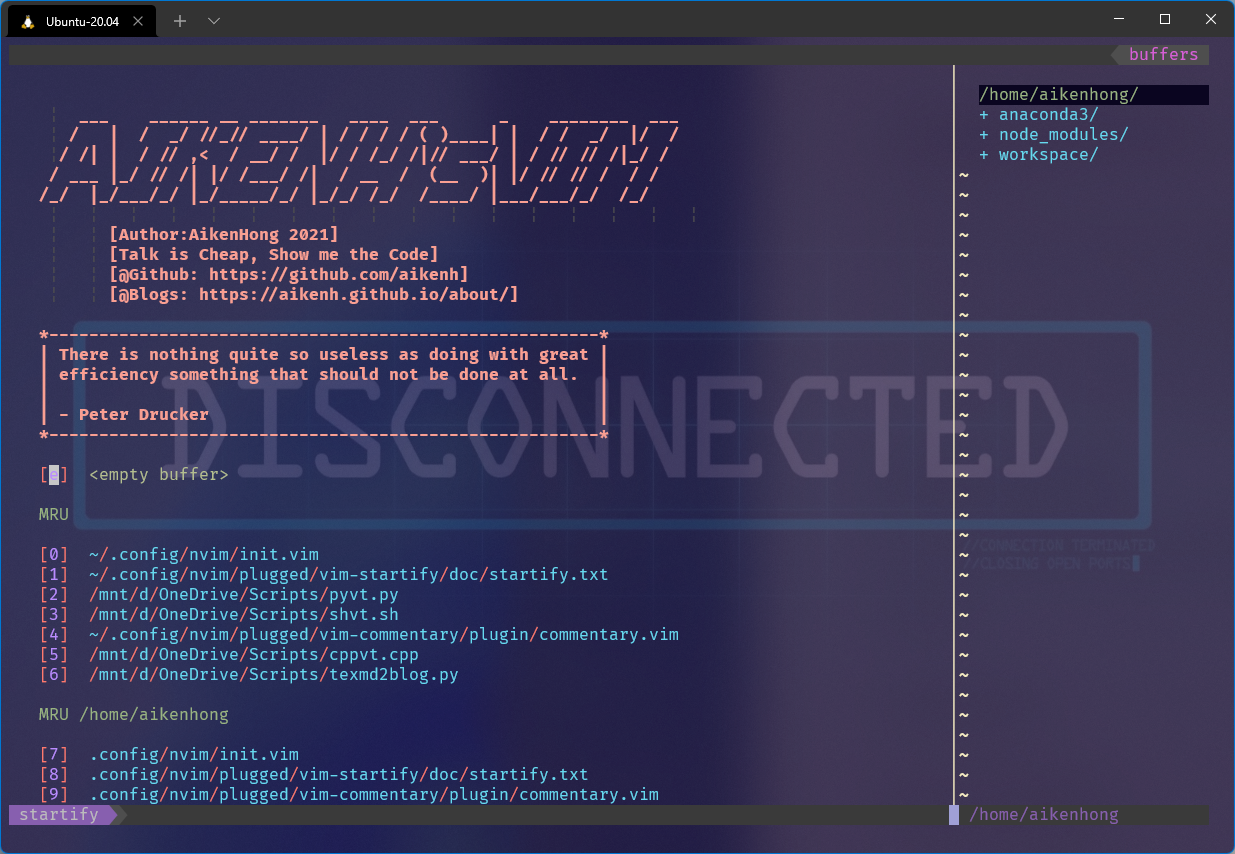 Ubuntu-20.04
buffers
[Author:AikenHong 2021]
[Talk is Cheap, Show me the Code]
[@Github: https://github.com/aikenh]
[@Blogs: https://aikenh.github.io/about/]
*--------------------------------------------------------*
| There is nothing quite so useless as doing with great |
| efficiency something that should not be done at all. |
| - Peter Drucker |
*--------------------------------------------------------*
DISCONNECTED
[e] <empty buffer>
MRU
[0] ~/.config/nvim/init.vim
[1] ~/.config/nvim/plugged/vim-startify/doc/startify.txt
[2] /mnt/d/OneDrive/Scripts/pyvt.py
[3] /mnt/d/OneDrive/Scripts/shvt.sh
[4] ~/.config/nvim/plugged/vim-commentary/plugin/commentary.vim
[5] /mnt/d/OneDrive/Scripts/cppvt.cpp
[6] /mnt/d/OneDrive/Scripts/texmd2blog.py
MRU /home/aikenhong
[7] .config/nvim/init.vim
[8] .config/nvim/plugged/vim-startify/doc/startify.txt
[9] .config/nvim/plugged/vim-commentary/plugin/commentary.vim
startify
/home/aikenhong/
+ anaconda3/
+ node_modules/
+ workspace/
//CONNECTION TERMINATED
//CLOSING OPEN PORTS
/home/aikenhong